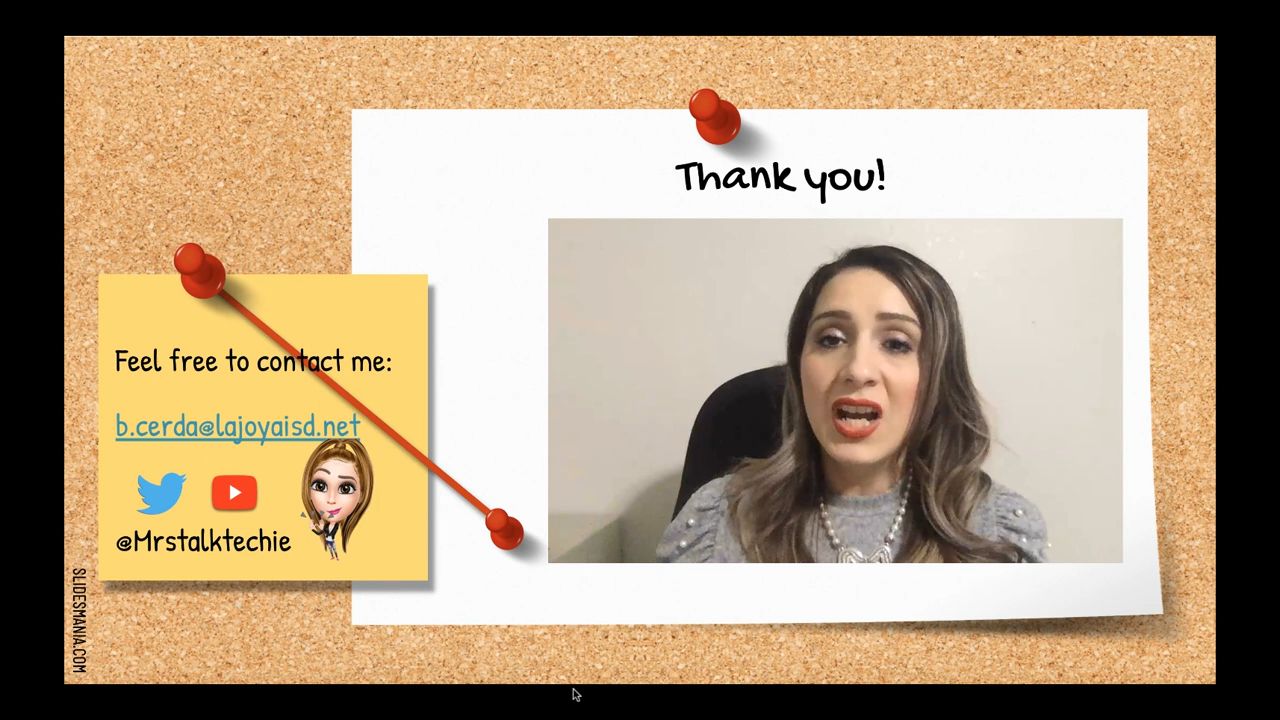 Thank you!
Feel free to contact me:
b.cerda@lajoyaisd.net
@Mrstalktechie
SLIDESMANIA.COM